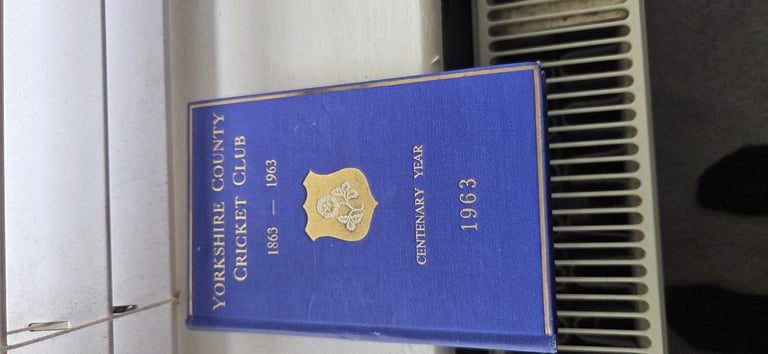 YORKSHIRE COUNTY
CRICKET CLUB
1863 — 1963
CENTENARY YEAR
1963